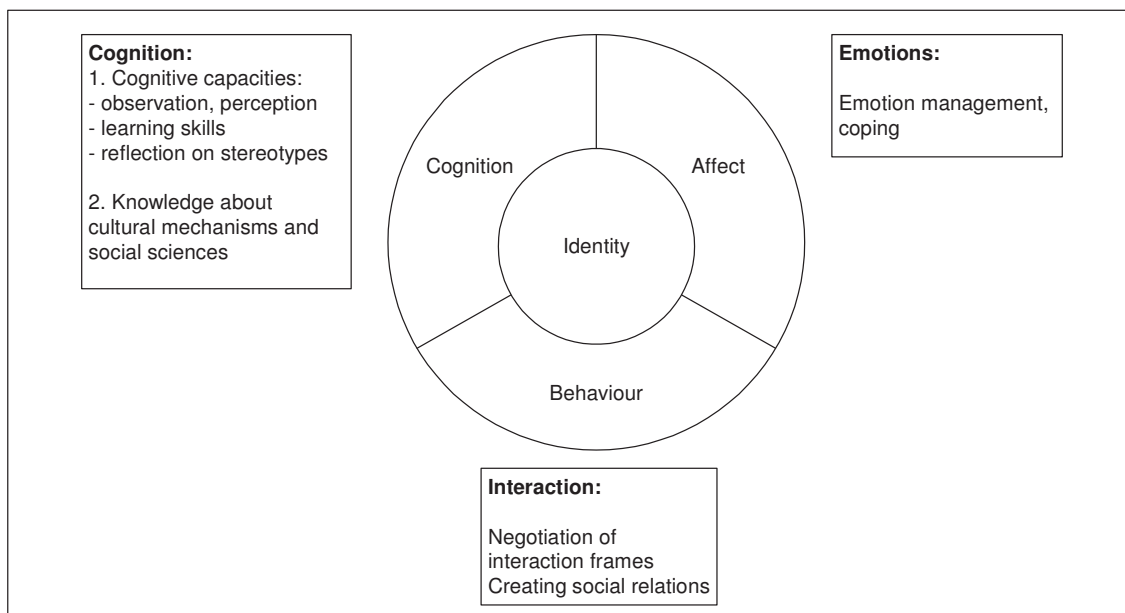 Cognition:
1. Cognitive capacities:
- observation, perception
- learning skills
- reflection on stereotypes
2. Knowledge about
cultural mechanisms and
social sciences
Emotions:
Emotion management,
coping
Cognition
Affect
Identity
Behaviour
Interaction:
Negotiation of
interaction frames
Creating social relations